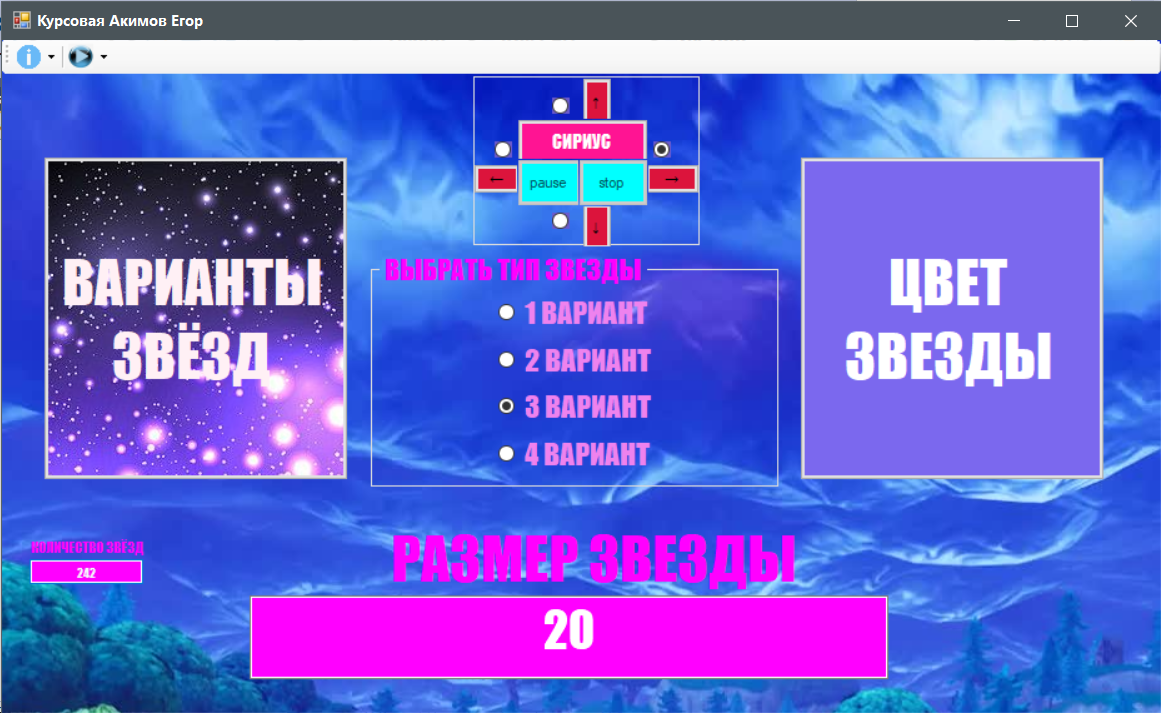 Курсовая Акимов Егор
↑
СИРИУС
← pause stop →
↓
ВАРИАНТЫ
ЗВЁЗД
ВЫБРАТЬ ТИП ЗВЕЗДЫ
1 ВАРИАНТ
2 ВАРИАНТ
3 ВАРИАНТ
4 ВАРИАНТ
ЦВЕТ
ЗВЕЗДЫ
КОЛИЧЕСТВО ЗВЁЗД
242
РАЗМЕР ЗВЕЗДЫ
20